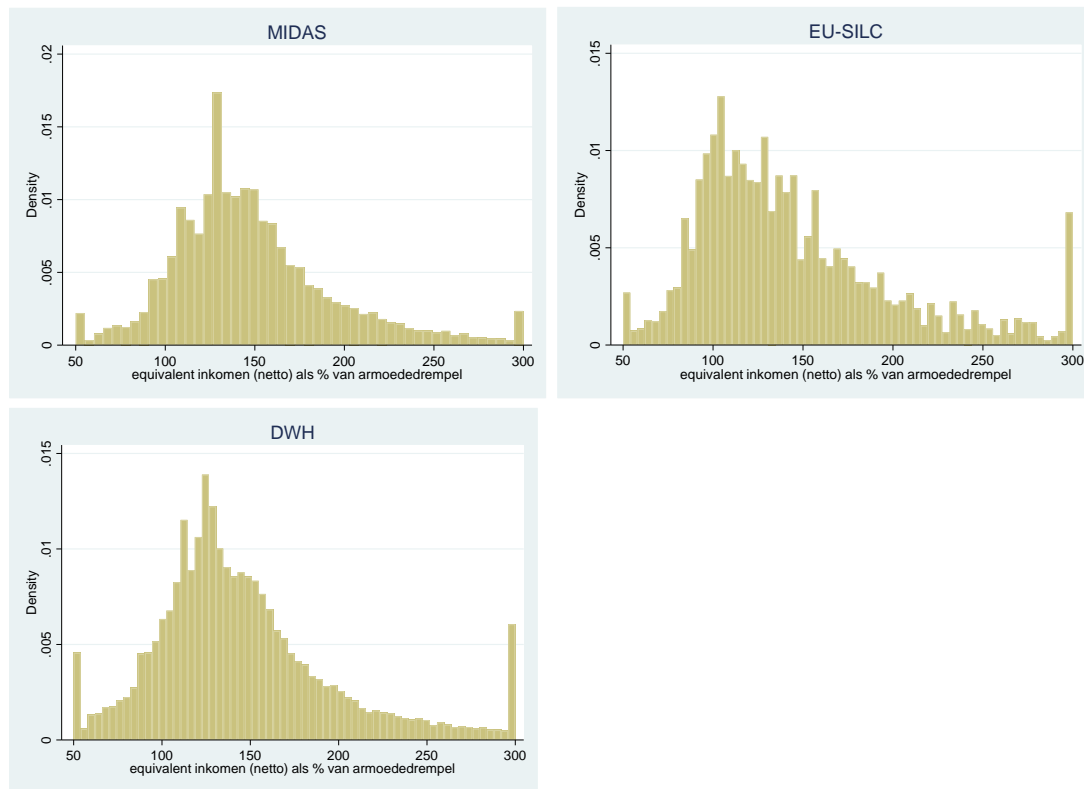 MIDAS
.02
.015
.01
.005
0
Density
50 100 150 200 250 300
equivalent inkomen (netto) als % van armoededrempel
EU-SILC
.015
.01
.005
0
Density
50 100 150 200 250 300
equivalent inkomen (netto) als % van armoededrempel
DWH
.015
.01
.005
0
Density
50 100 150 200 250 300
equivalent inkomen (netto) als % van armoededrempel